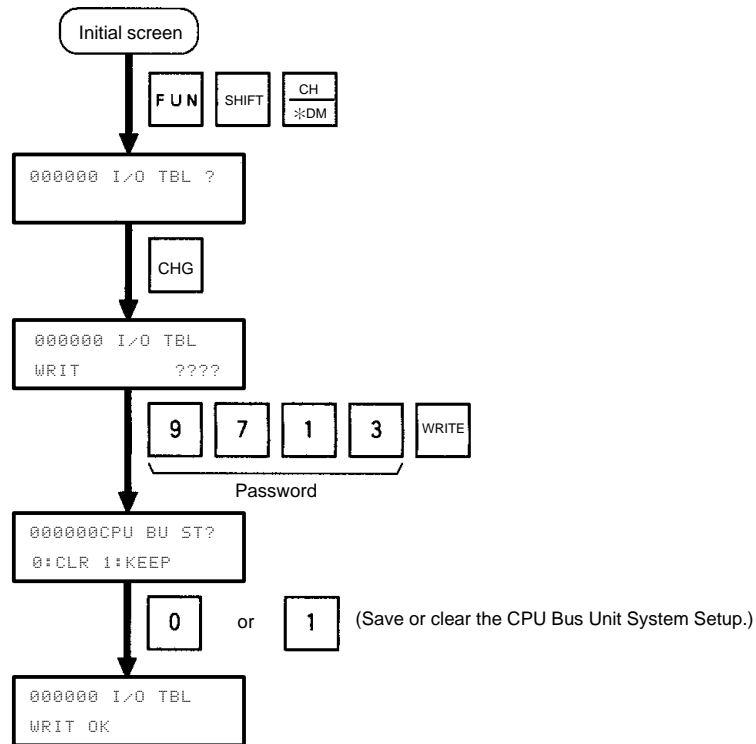 Initial screen
FUN SHIFT CH
*DM
000000 I/O TBL ?
CHG
000000 I/O TBL
WRIT ????
9 7 1 3 WRITE
Password
000000CPU BU ST?
0:CLR 1:KEEP
0 or 1 (Save or clear the CPU Bus Unit System Setup.)
000000 I/O TBL
WRIT OK